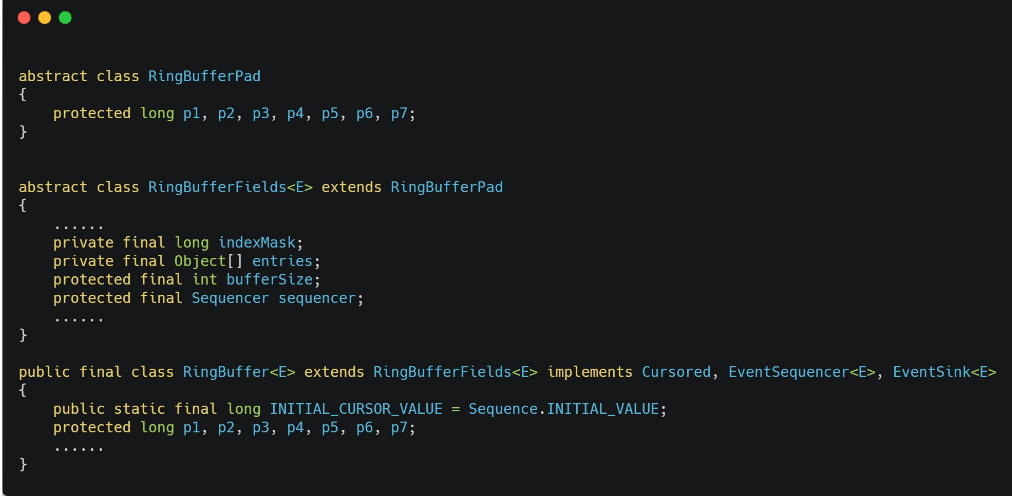 abstract class RingBufferPad
{
    protected long p1, p2, p3, p4, p5, p6, p7;
}
abstract class RingBufferFields<E> extends RingBufferPad
{
    ......
    private final long indexMask;
    private final Object[] entries;
    protected final int bufferSize;
    protected final Sequencer sequencer;
    ......
}
public final class RingBuffer<E> extends RingBufferFields<E> implements Cursored, EventSequencer<E>, EventSink<E>
{
    public static final long INITIAL_CURSOR_VALUE = Sequence.INITIAL_VALUE;
    protected long p1, p2, p3, p4, p5, p6, p7;
    ......
}